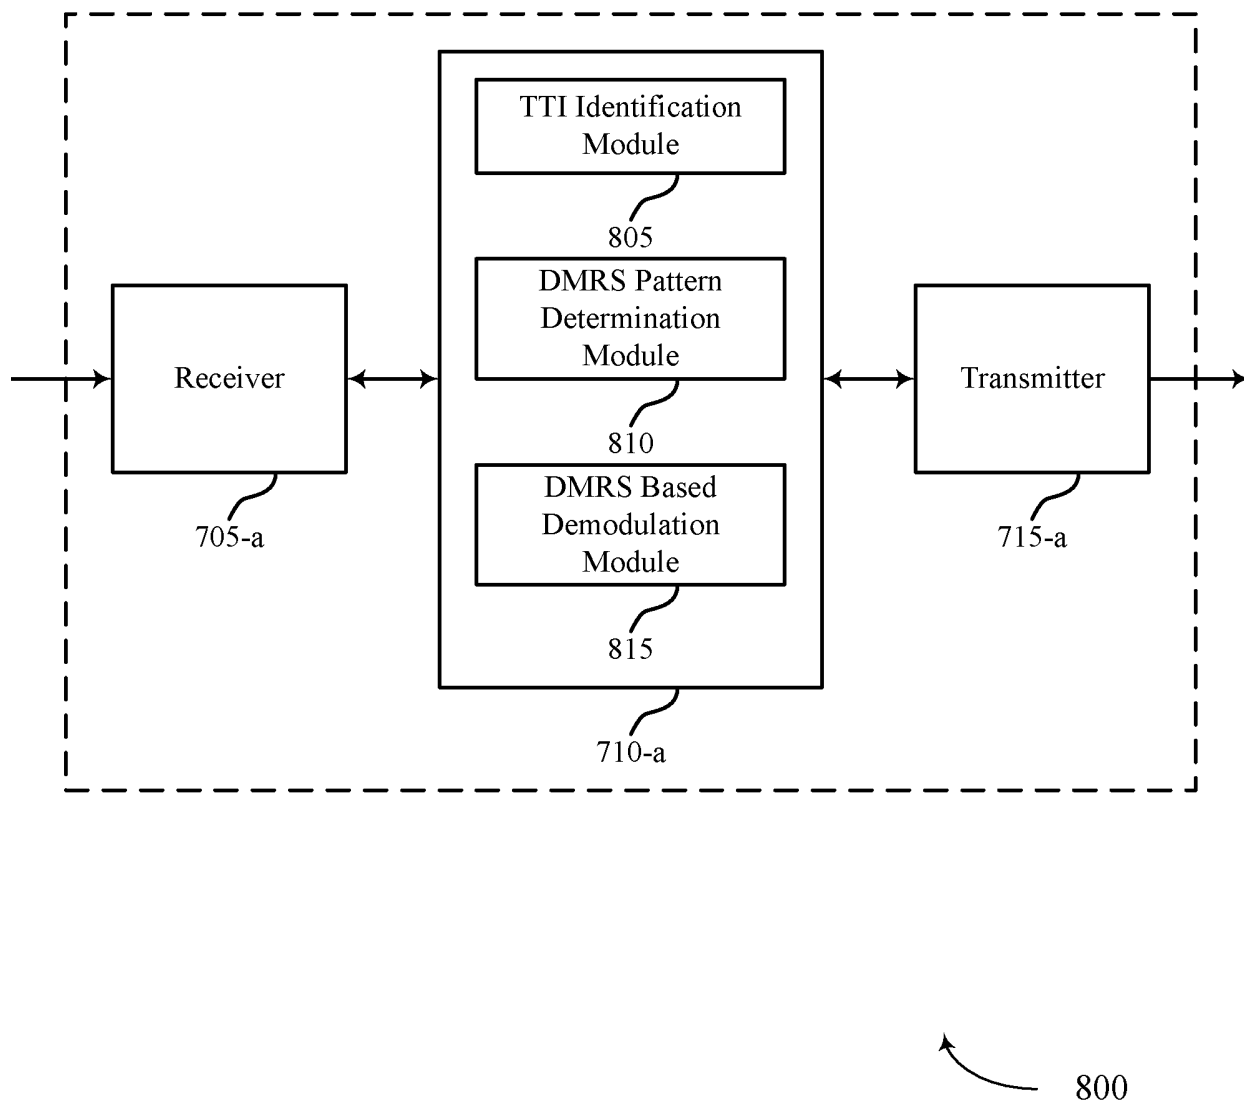 TTI Identification
Module
805
DMRS Pattern
Determination
Module
810
DMRS Based
Demodulation
Module
815
710-a
Receiver
705-a
Transmitter
715-a
800